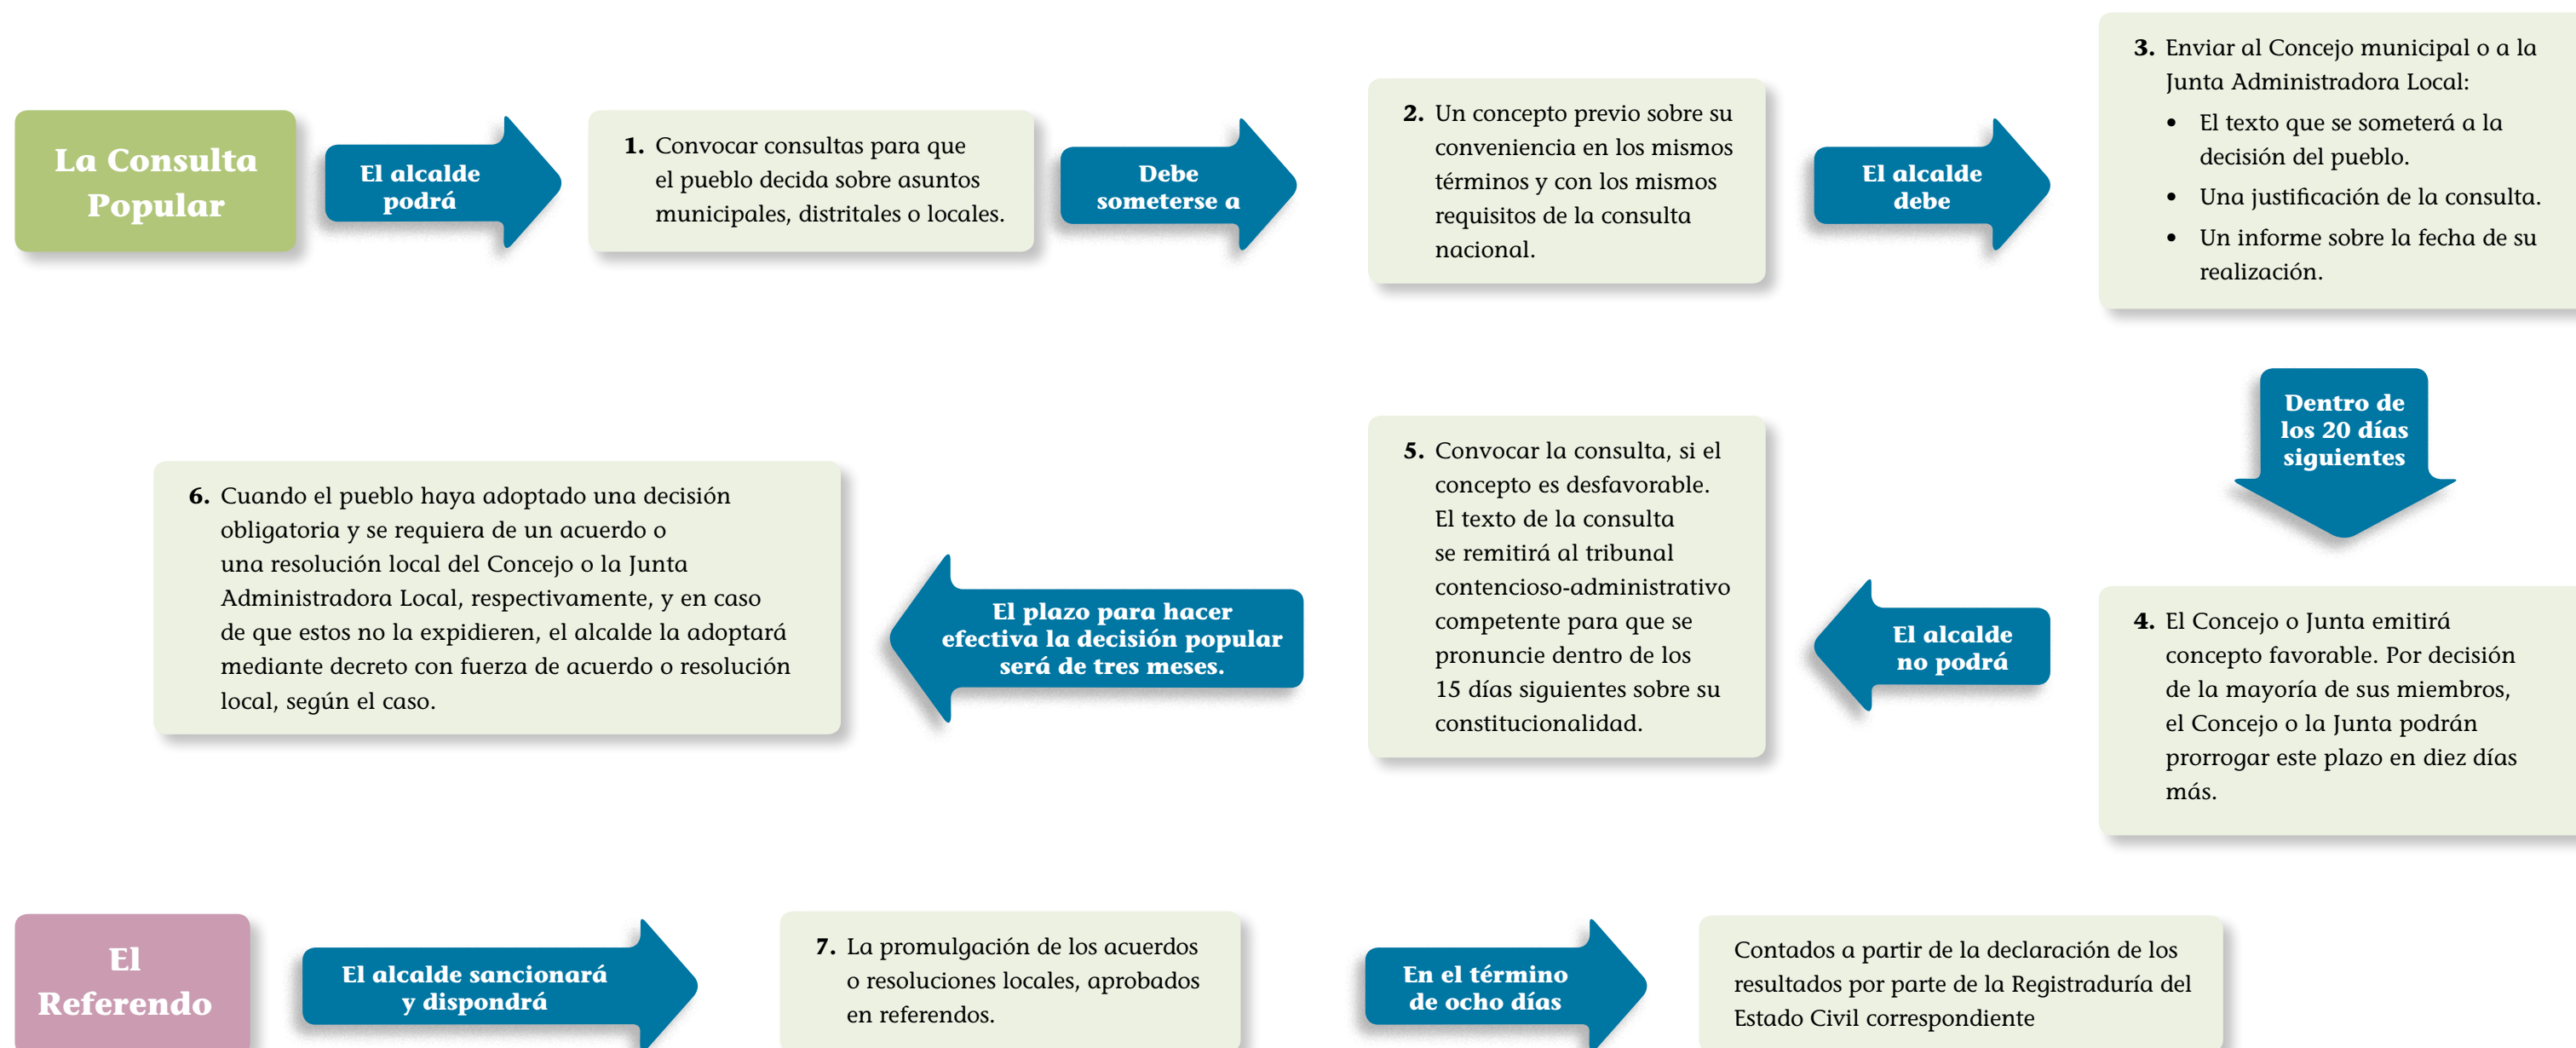 La Consulta
Popular
El alcalde
podrá
1. Convocar consultas para que
el pueblo decida sobre asuntos
municipales, distritales o locales.
Debe
someterse a
2. Un concepto previo sobre su
conveniencia en los mismos
términos y con los mismos
requisitos de la consulta
nacional.
El alcalde
debe
3. Enviar al Concejo municipal o a la
Junta Administradora Local:
• El texto que se someterá a la
decisión del pueblo.
• Una justificación de la consulta.
• Un informe sobre la fecha de su
realización.
Dentro de
los 20 días
siguientes
4. El Concejo o Junta emitirá
concepto favorable. Por decisión
de la mayoría de sus miembros,
el Concejo o la Junta podrán
prorrogar este plazo en diez días
más.
El alcalde
no podrá
5. Convocar la consulta, si el
concepto es desfavorable.
El texto de la consulta
se remitirá al tribunal
contencioso-administrativo
competente para que se
pronuncie dentro de los
15 días siguientes sobre su
constitucionalidad.
El plazo para hacer
efectiva la decisión popular
será de tres meses.
6. Cuando el pueblo haya adoptado una decisión
obligatoria y se requiera de un acuerdo o
una resolución local del Concejo o la Junta
Administradora Local, respectivamente, y en caso
de que estos no la expidieren, el alcalde la adoptará
mediante decreto con fuerza de acuerdo o resolución
local, según el caso.
El
Referendo
El alcalde sancionará
y dispondrá
7. La promulgación de los acuerdos
o resoluciones locales, aprobados
en referendos.
En el término
de ocho días
Contados a partir de la declaración de los
resultados por parte de la Registraduría del
Estado Civil correspondiente